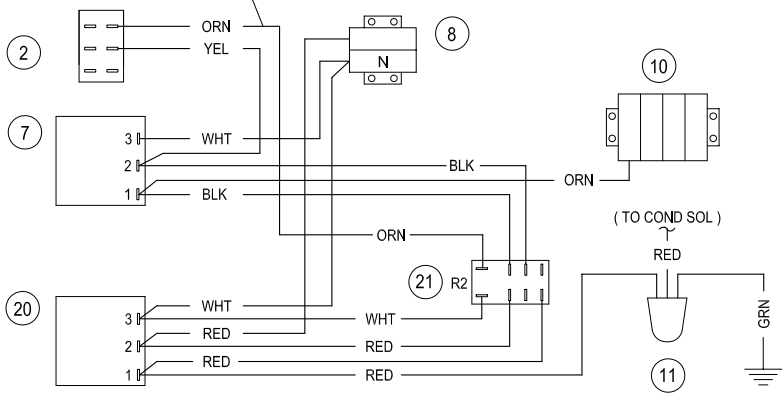 ORN
2
YEL
8
N
10
7
3
WHT
2
BLK
ORN
1
BLK
( TO COND SOL )
ORN
RED
21
R2
20
WHT
3
WHT
GRN
RED
2
RED
RED
1
RED
11